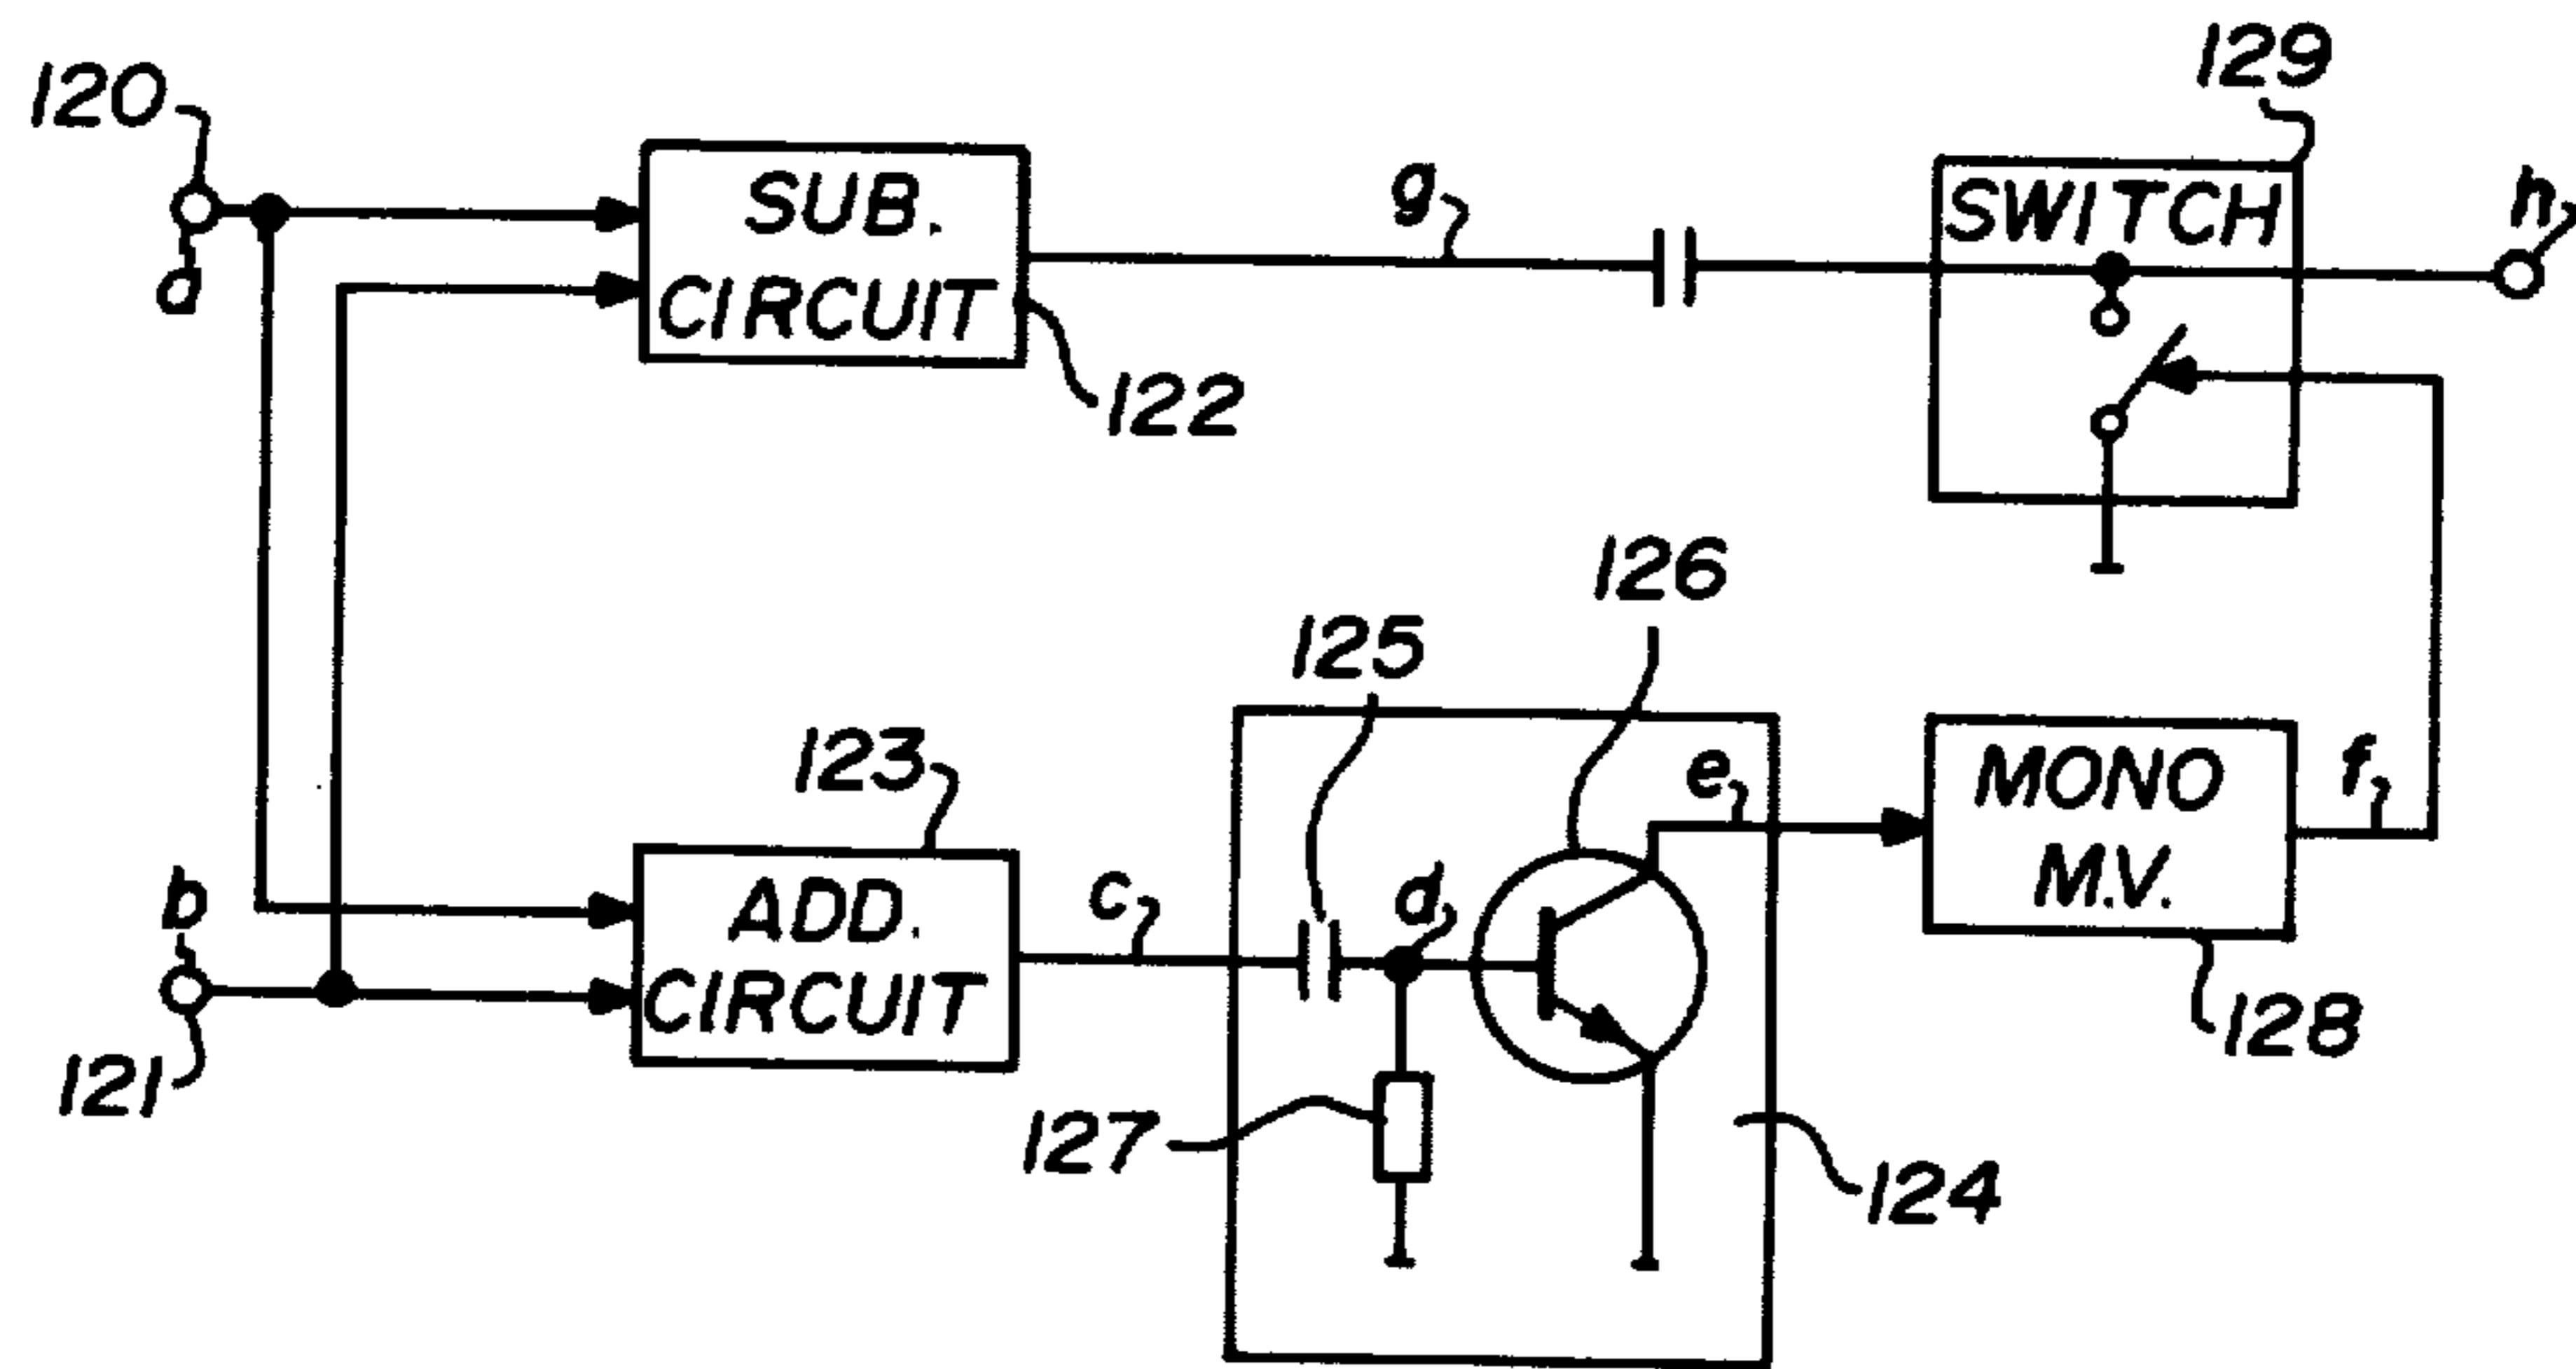 120
129
SUB.
CIRCUIT
g
SWITCH
h
a
122
126
125
123
MONO
M.V.
e
f
b
ADD.
CIRCUIT
c
d
121
127
128
124